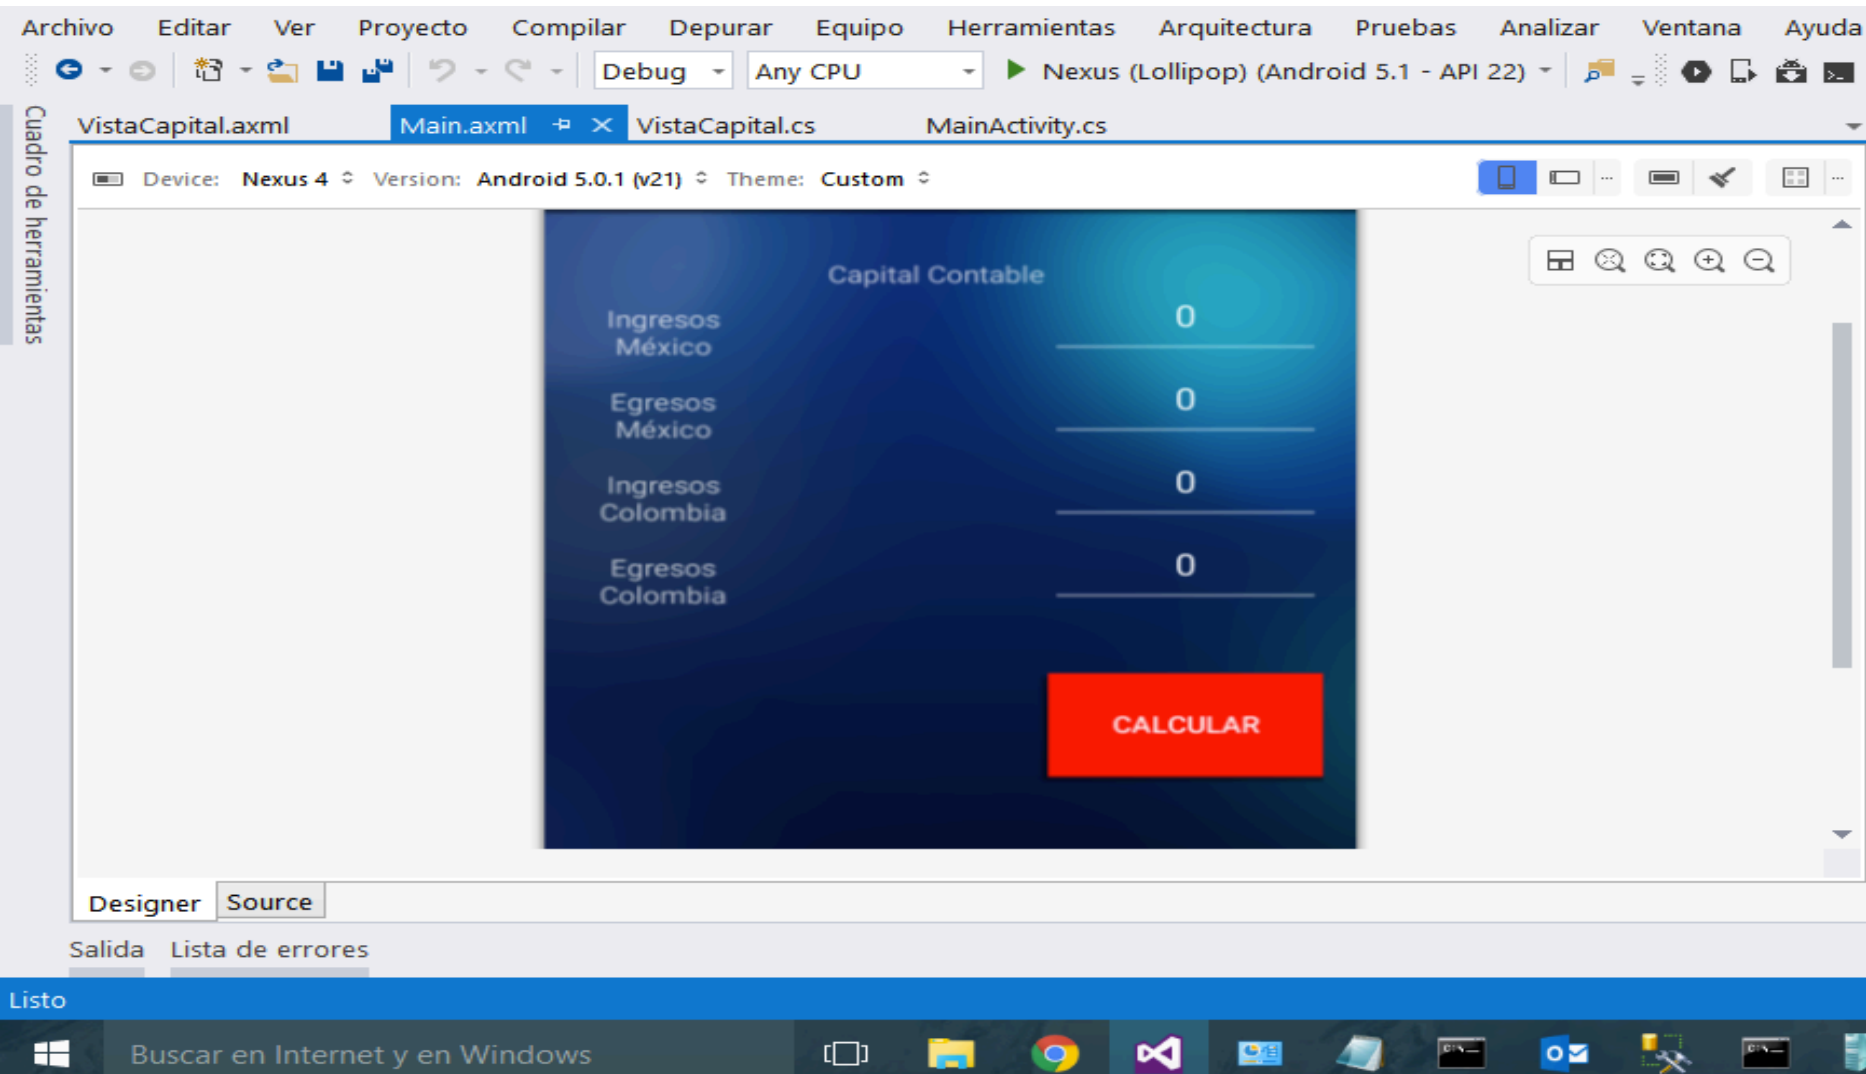 Archivo Editar Ver Proyecto Compilar Depurar Equipo Herramientas Arquitectura Pruebas Analizar Ventana Ayuda
Debug Any CPU Nexus (Lollipop) (Android 5.1 - API 22)
Cuadro de herramientas
VistaCapital.axml Main.axml VistaCapital.cs MainActivity.cs
Device: Nexus 4 Version: Android 5.0.1 (v21) Theme: Custom
Capital Contable
Ingresos
México
0
Egresos
México
0
Ingresos
Colombia
0
Egresos
Colombia
0
CALCULAR
Designer Source
Salida Lista de errores
Listo
Buscar en Internet y en Windows